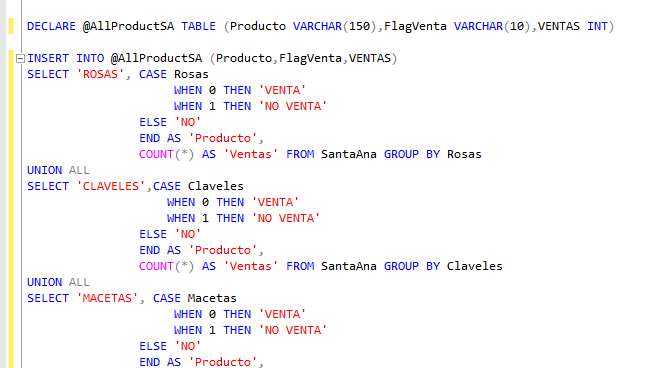 DECLARE @AllProductSA TABLE (Producto VARCHAR(150),FlagVenta VARCHAR(10),VENTAS INT)
INSERT INTO @AllProductSA (Producto,FlagVenta,VENTAS)
SELECT 'ROSAS', CASE Rosas
WHEN 0 THEN 'VENTA'
WHEN 1 THEN 'NO VENTA'
ELSE 'NO'
END AS 'Producto',
COUNT(*) AS 'Ventas' FROM SantaAna GROUP BY Rosas
UNION ALL
SELECT 'CLAVELES',CASE Claveles
WHEN 0 THEN 'VENTA'
WHEN 1 THEN 'NO VENTA'
ELSE 'NO'
END AS 'Producto',
COUNT(*) AS 'Ventas' FROM SantaAna GROUP BY Claveles
UNION ALL
SELECT 'MACETAS', CASE Macetas
WHEN 0 THEN 'VENTA'
WHEN 1 THEN 'NO VENTA'
ELSE 'NO'
END AS 'Producto',